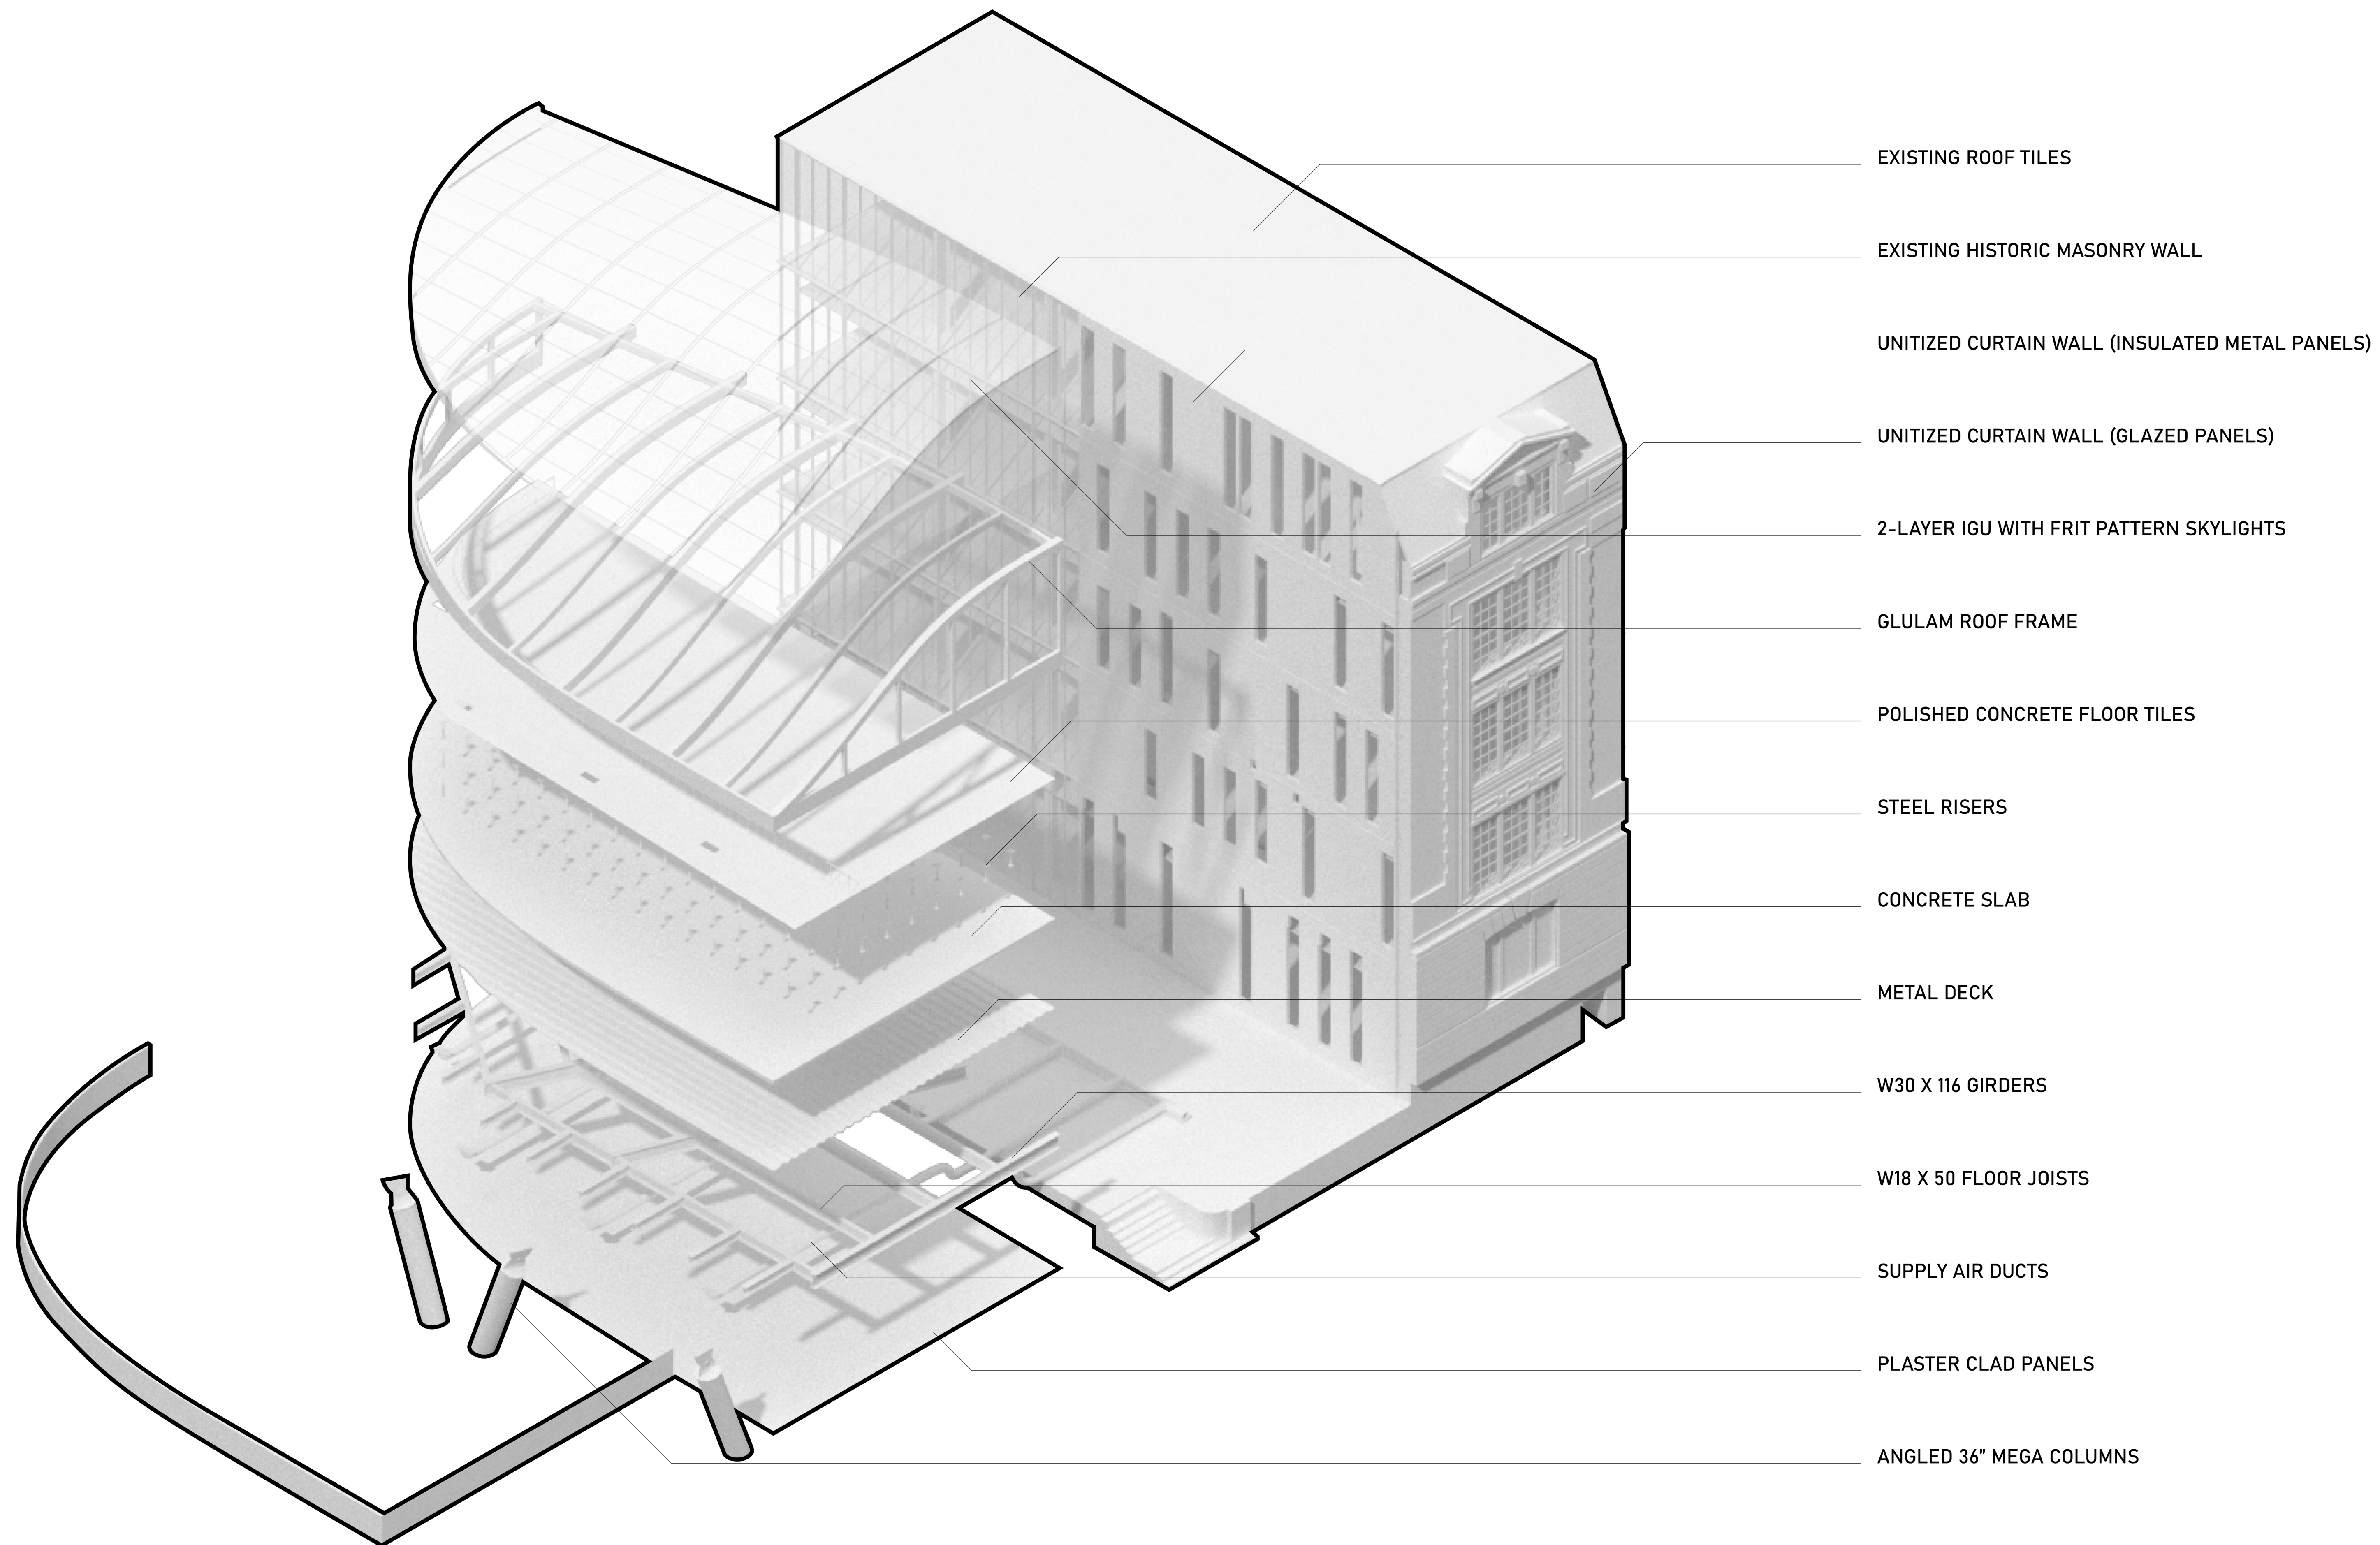 EXISTING ROOF TILES
EXISTING HISTORIC MASONRY WALL
UNITIZED CURTAIN WALL (INSULATED METAL PANELS)
UNITIZED CURTAIN WALL (GLAZED PANELS)
2-LAYER IGU WITH FRIT PATTERN SKYLIGHTS
GLULAM ROOF FRAME
POLISHED CONCRETE FLOOR TILES
STEEL RISERS
CONCRETE SLAB
METAL DECK
W30 X 116 GIRDERS
W18 X 50 FLOOR JOISTS
SUPPLY AIR DUCTS
PLASTER CLAD PANELS
ANGLED 36” MEGA COLUMNS